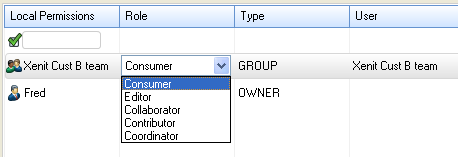 Local Permissions Role Type User
Xenit Cust B team Consumer GROUP Xenit Cust B team
Consumer
Fred Editor OWNER
Collaborator
Contributor
Coordinator